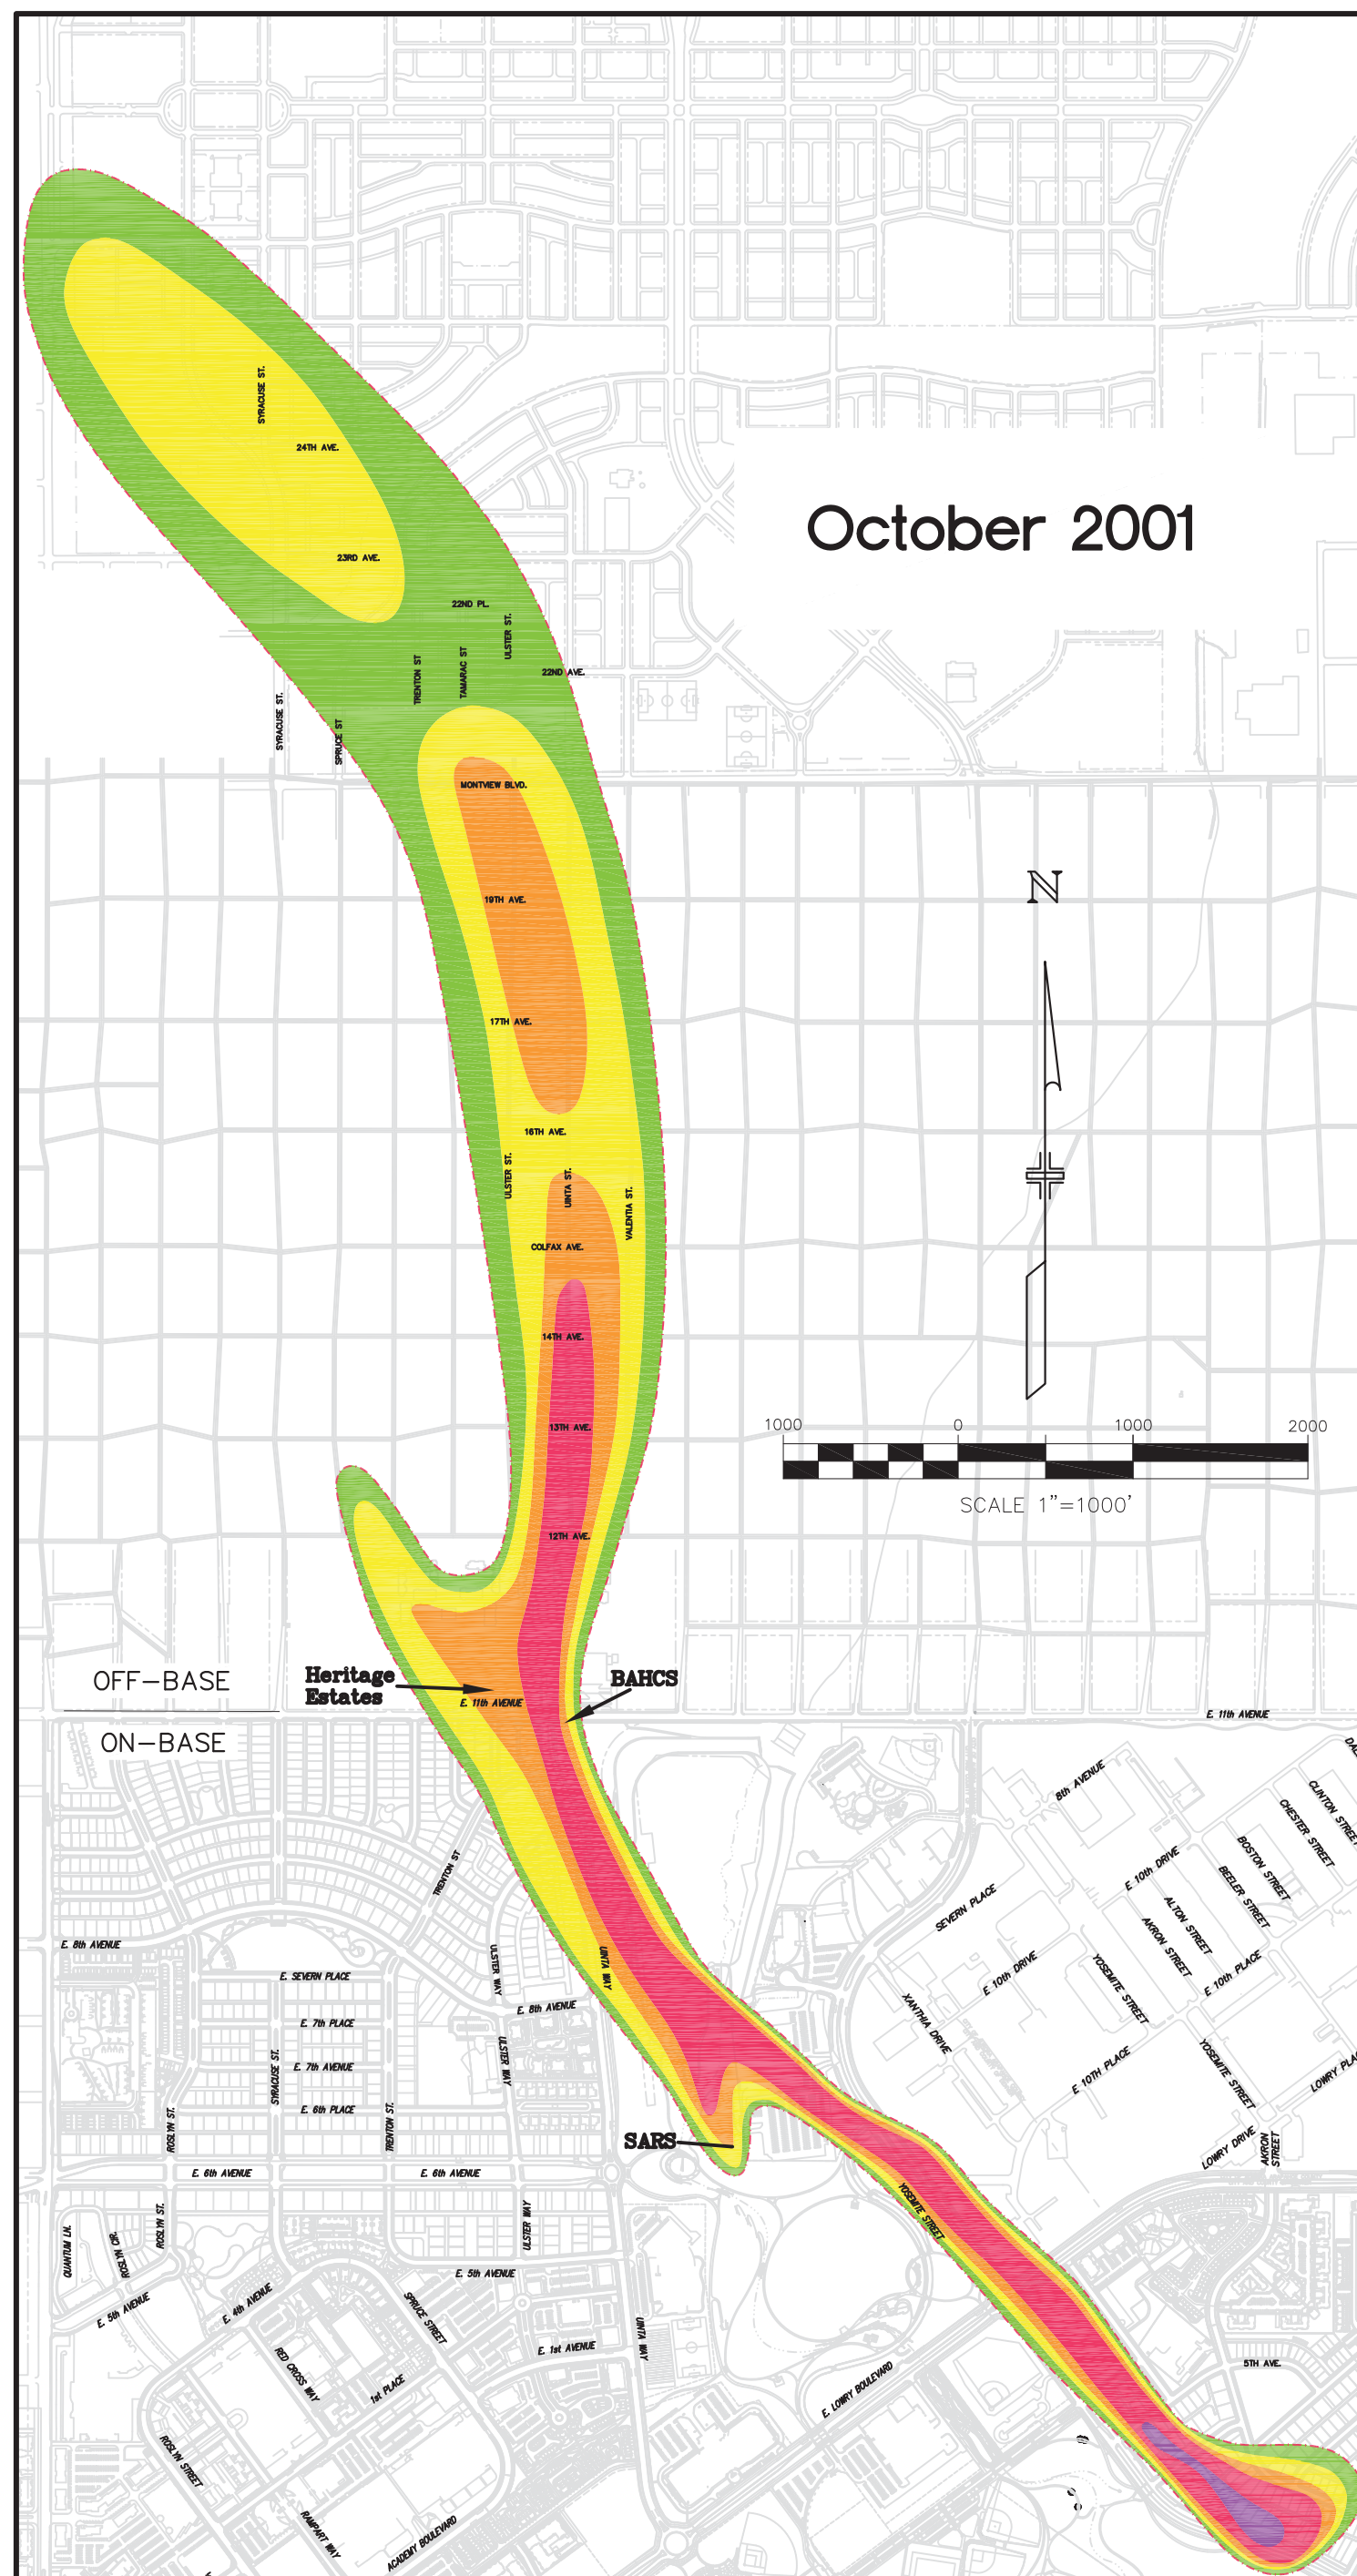 SYRACUSE ST.
24TH AVE.
October 2001
23RD AVE.
22ND PL.
ULSTER ST.
TRENTON ST
TAMARAC ST
22ND AVE.
SYRACUSE ST.
SPRUCE ST
MONTVIEW BLVD.
N
19TH AVE.
17TH AVE.
16TH AVE.
ULSTER ST.
UINTA ST.
VALENTIA ST.
COLFAX AVE.
14TH AVE.
13TH AVE.
1000 0 1000 2000
SCALE 1"=1000'
12TH AVE.
OFF-BASE
Heritage
Estates
BAHCS
E. 11th AVENUE
E. 11th AVENUE
ON-BASE
8th AVENUE
CLINTON STREET
CHESTER STREET
BOSTON STREET
BEELER STREET
E 10th DRIVE
ALTON STREET
AKRON STREET
TRENTON ST
SEVERN PLACE
E. 8th AVENUE
ULSTER WAY
UINTA WAY
E 10th DRIVE
YOSEMITE STREET
E 10th PLACE
E. SEVERN PLACE
E. 8th AVENUE
XANTHIA DRIVE
E. 7th PLACE
ULSTER WAY
E. 7th AVENUE
SYRACUSE ST.
E 10TH PLACE
YOSEMITE STREET
E. 6th PLACE
ROSLYN ST.
TRENTON ST.
SARS
LOWRY DRIVE
AKRON
STREET
E. 6th AVENUE
E. 6th AVENUE
YOSEMITE STREET
ROSLYN ST.
ULSTER WAY
QUANTUM LN.
ROSLYN CIR.
E. 5th AVENUE
E. 5th AVENUE
E. 4th AVENUE
SPRUCE STREET
UINTA WAY
E. 1st AVENUE
5TH AVE.
RED CROSS WAY
1st PLACE
E. LOWRY BOULEVARD
ROSLYN STREET
RAMPART WAY
ACADEMY BOULEVARD